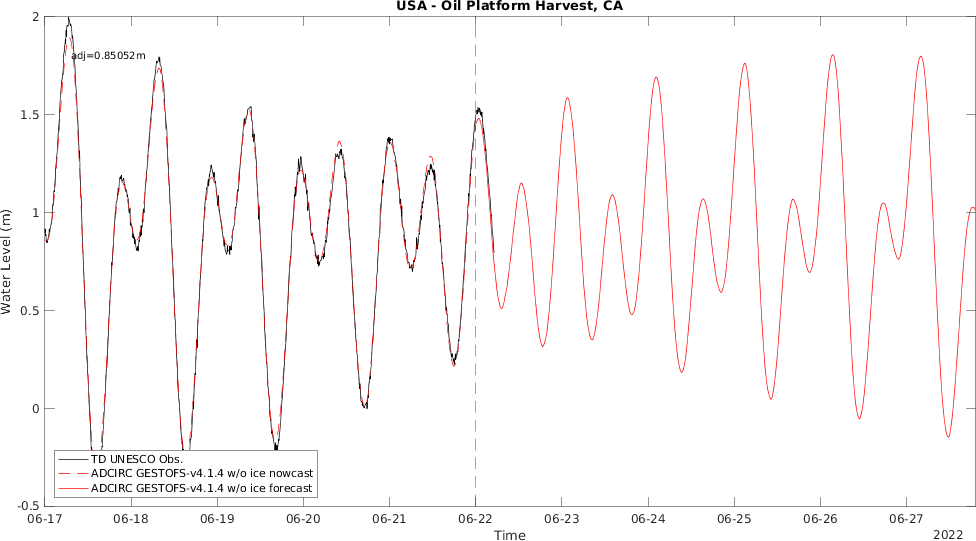 USA - Oil Platform Harvest, CA
2
adj=0.85052m
1.5
1
0.5
0
-0.5
Water Level (m)
TD UNESCO Obs.
ADCIRC GESTOFS-v4.1.4 w/o ice nowcast
ADCIRC GESTOFS-v4.1.4 w/o ice forecast
06-17 06-18 06-19 06-20 06-21 06-22 06-23 06-24 06-25 06-26 06-27
Time
2022